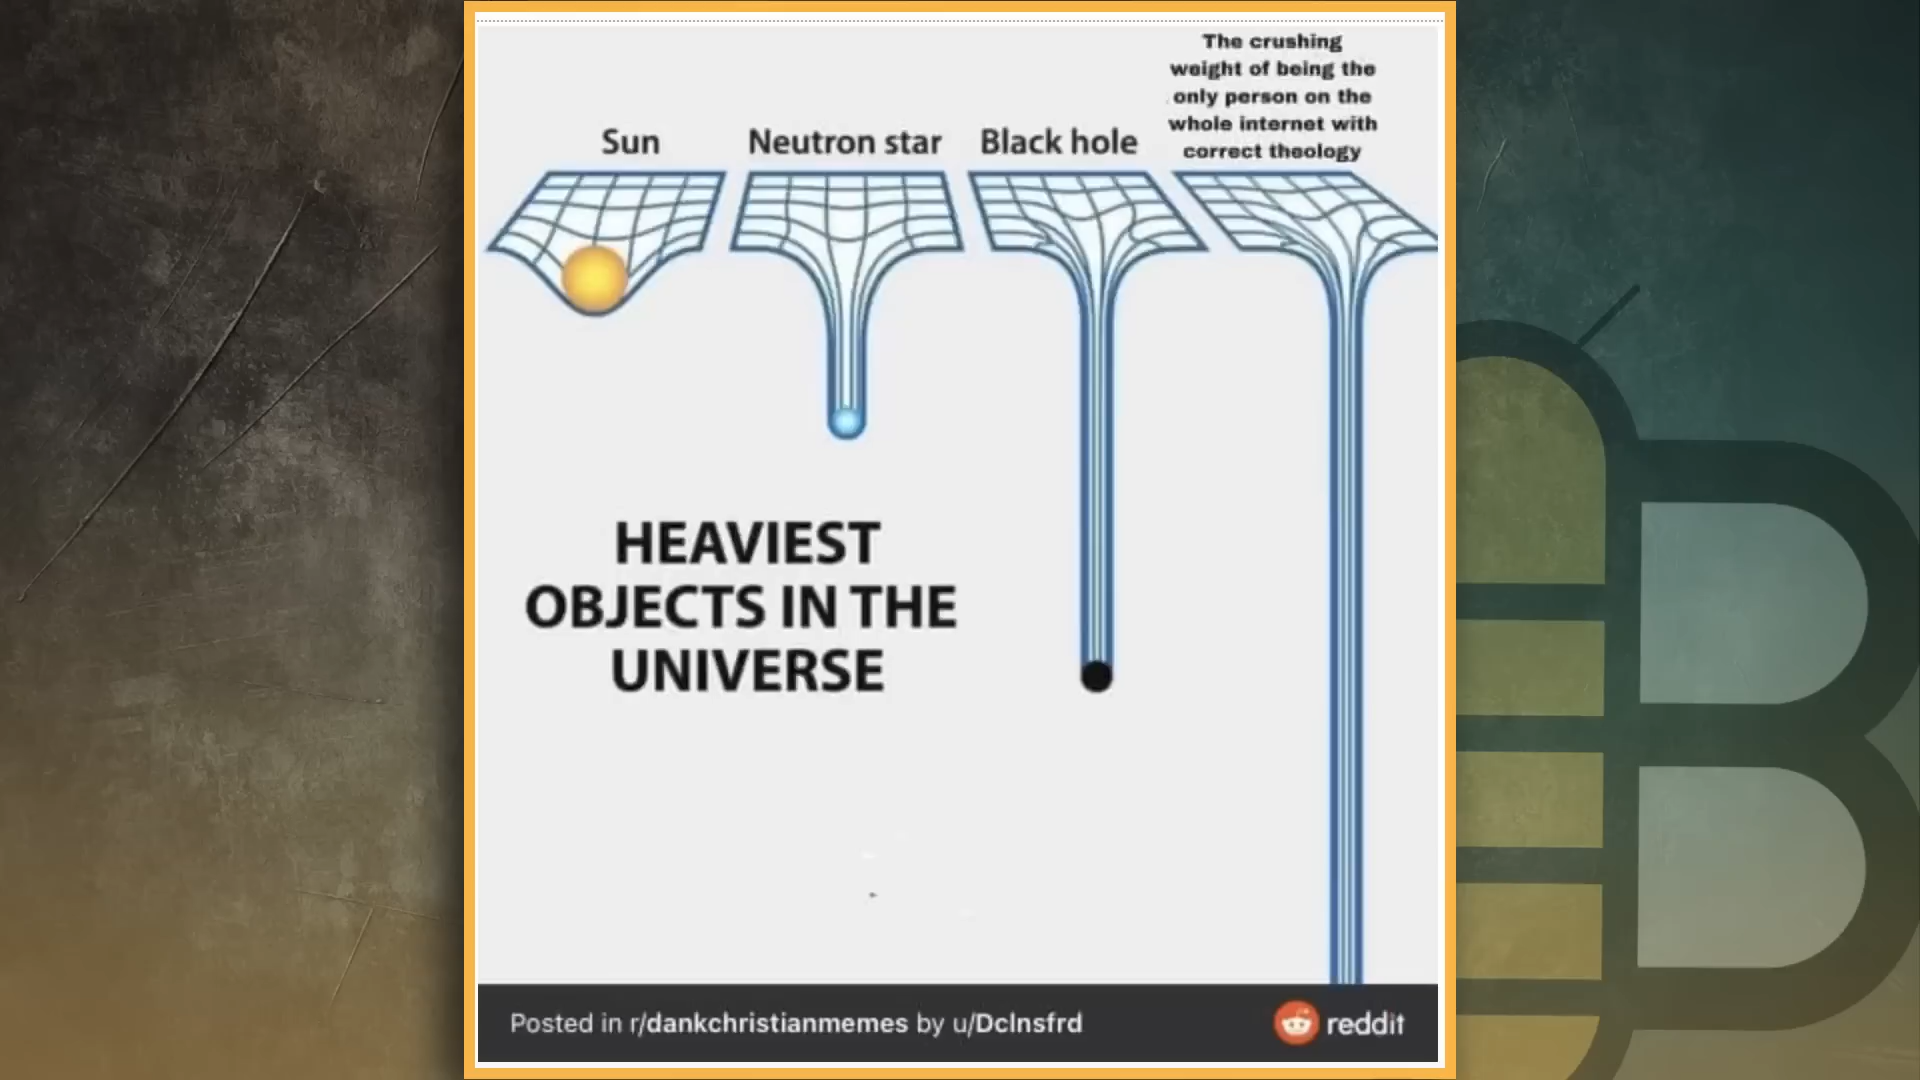 The crushing
weight of being the
only person on the
whole internet with
correct theology
Sun
Neutron star
Black hole
HEAVIEST
OBJECTS IN THE
UNIVERSE
Posted in r/dankchristianmemes by u/Dclnsfrd
reddit